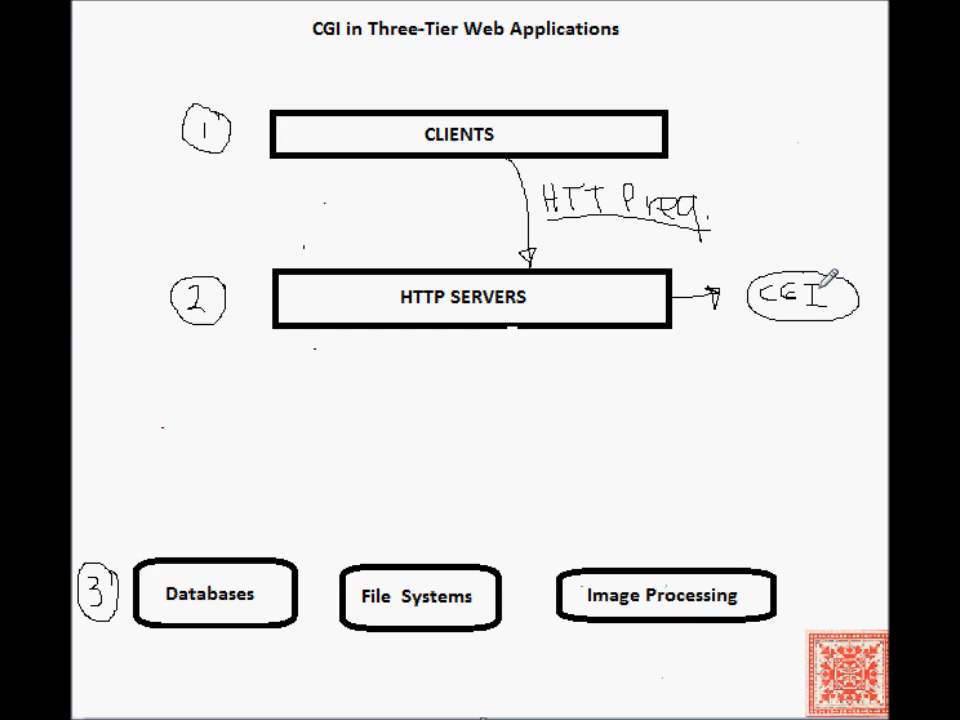 CGI in Three-Tier Web Applications
1 CLIENTS
HTTP req.
2 HTTP SERVERS CGI
3 Databases File Systems Image Processing